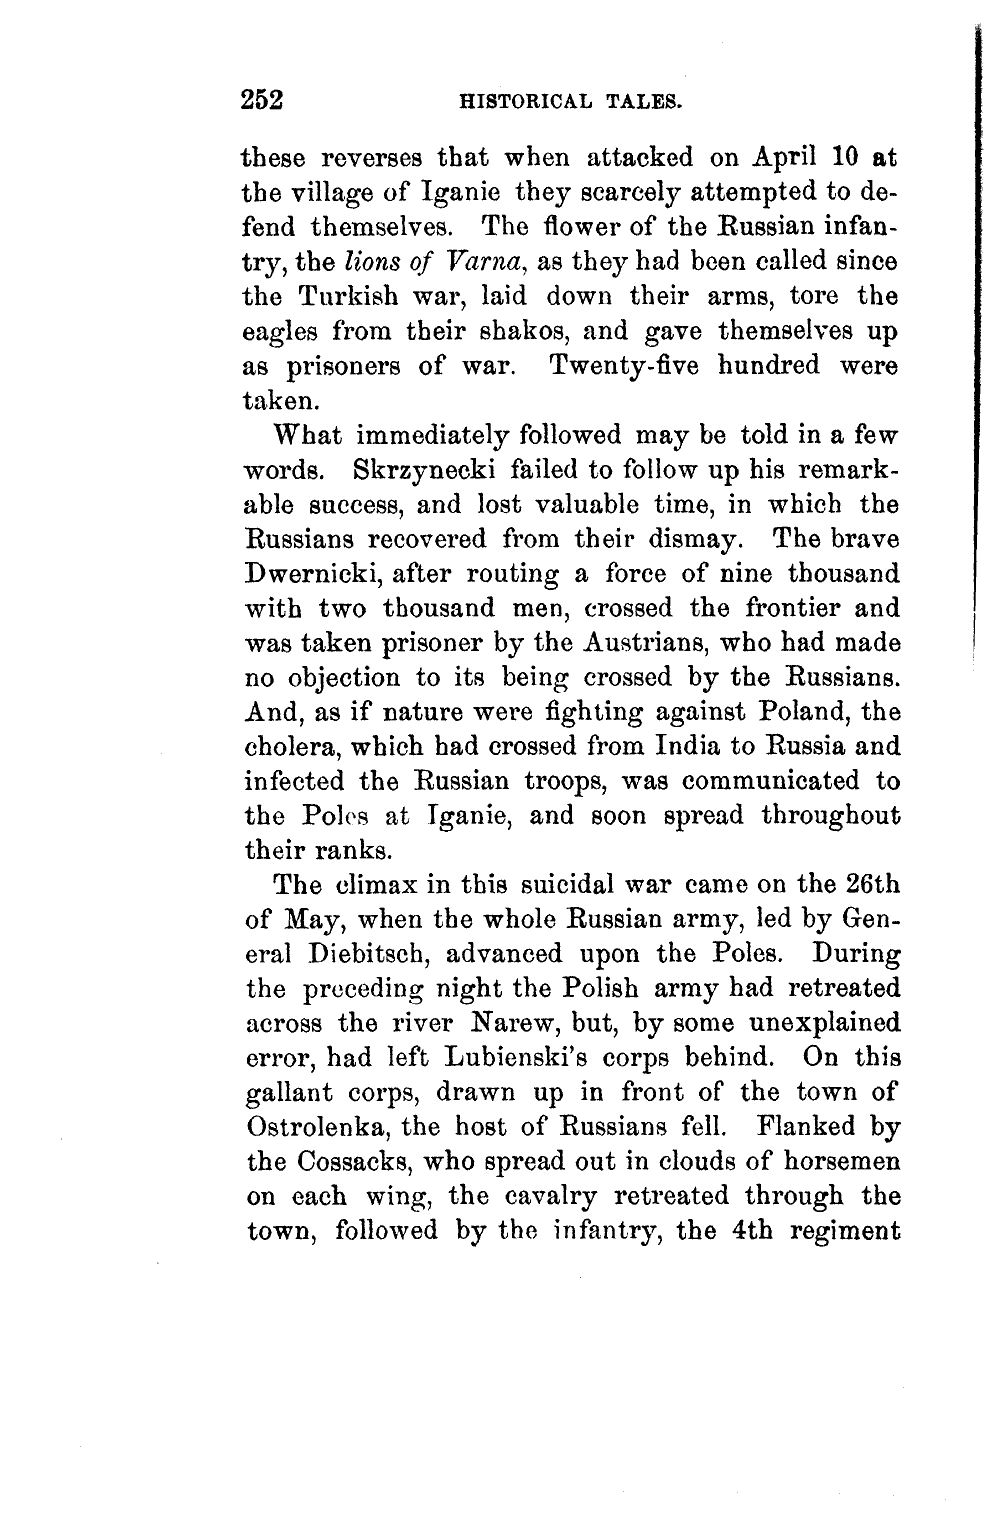 252 HISTORICAL TALES.
these reverses that when attacked on April 10 at
the village of Iganie they scarcely attempted to de-
fend themselves. The flower of the Russian infan-
try, the lions of Varna, as they had been called since
the Turkish war, laid down their arms, tore the
eagles from their shakos, and gave themselves up
as prisoners of war. Twenty-five hundred were
taken.
What immediately followed may be told in a few
words. Skrzynecki failed to follow up his remark-
able success, and lost valuable time, in which the
Russians recovered from their dismay. The brave
Dwernicki, after routing a force of nine thousand
with two thousand men, crossed the frontier and
was taken prisoner by the Austrians, who had made
no objection to its being crossed by the Russians.
And, as if nature were fighting against Poland, the
cholera, which had crossed from India to Russia and
infected the Russian troops, was communicated to
the Poles at Iganie, and soon spread throughout
their ranks.
The climax in this suicidal war came on the 26th
of May, when the whole Russian army, led by Gen-
eral Diebitsch, advanced upon the Poles. During
the preceding night the Polish army had retreated
across the river Narew, but, by some unexplained
error, had left Lubienski's corps behind. On this
gallant corps, drawn up in front of the town of
Ostrolenka, the host of Russians fell. Flanked by
the Cossacks, who spread out in clouds of horsemen
on each wing, the cavalry retreated through the
town, followed by the infantry, the 4th regiment